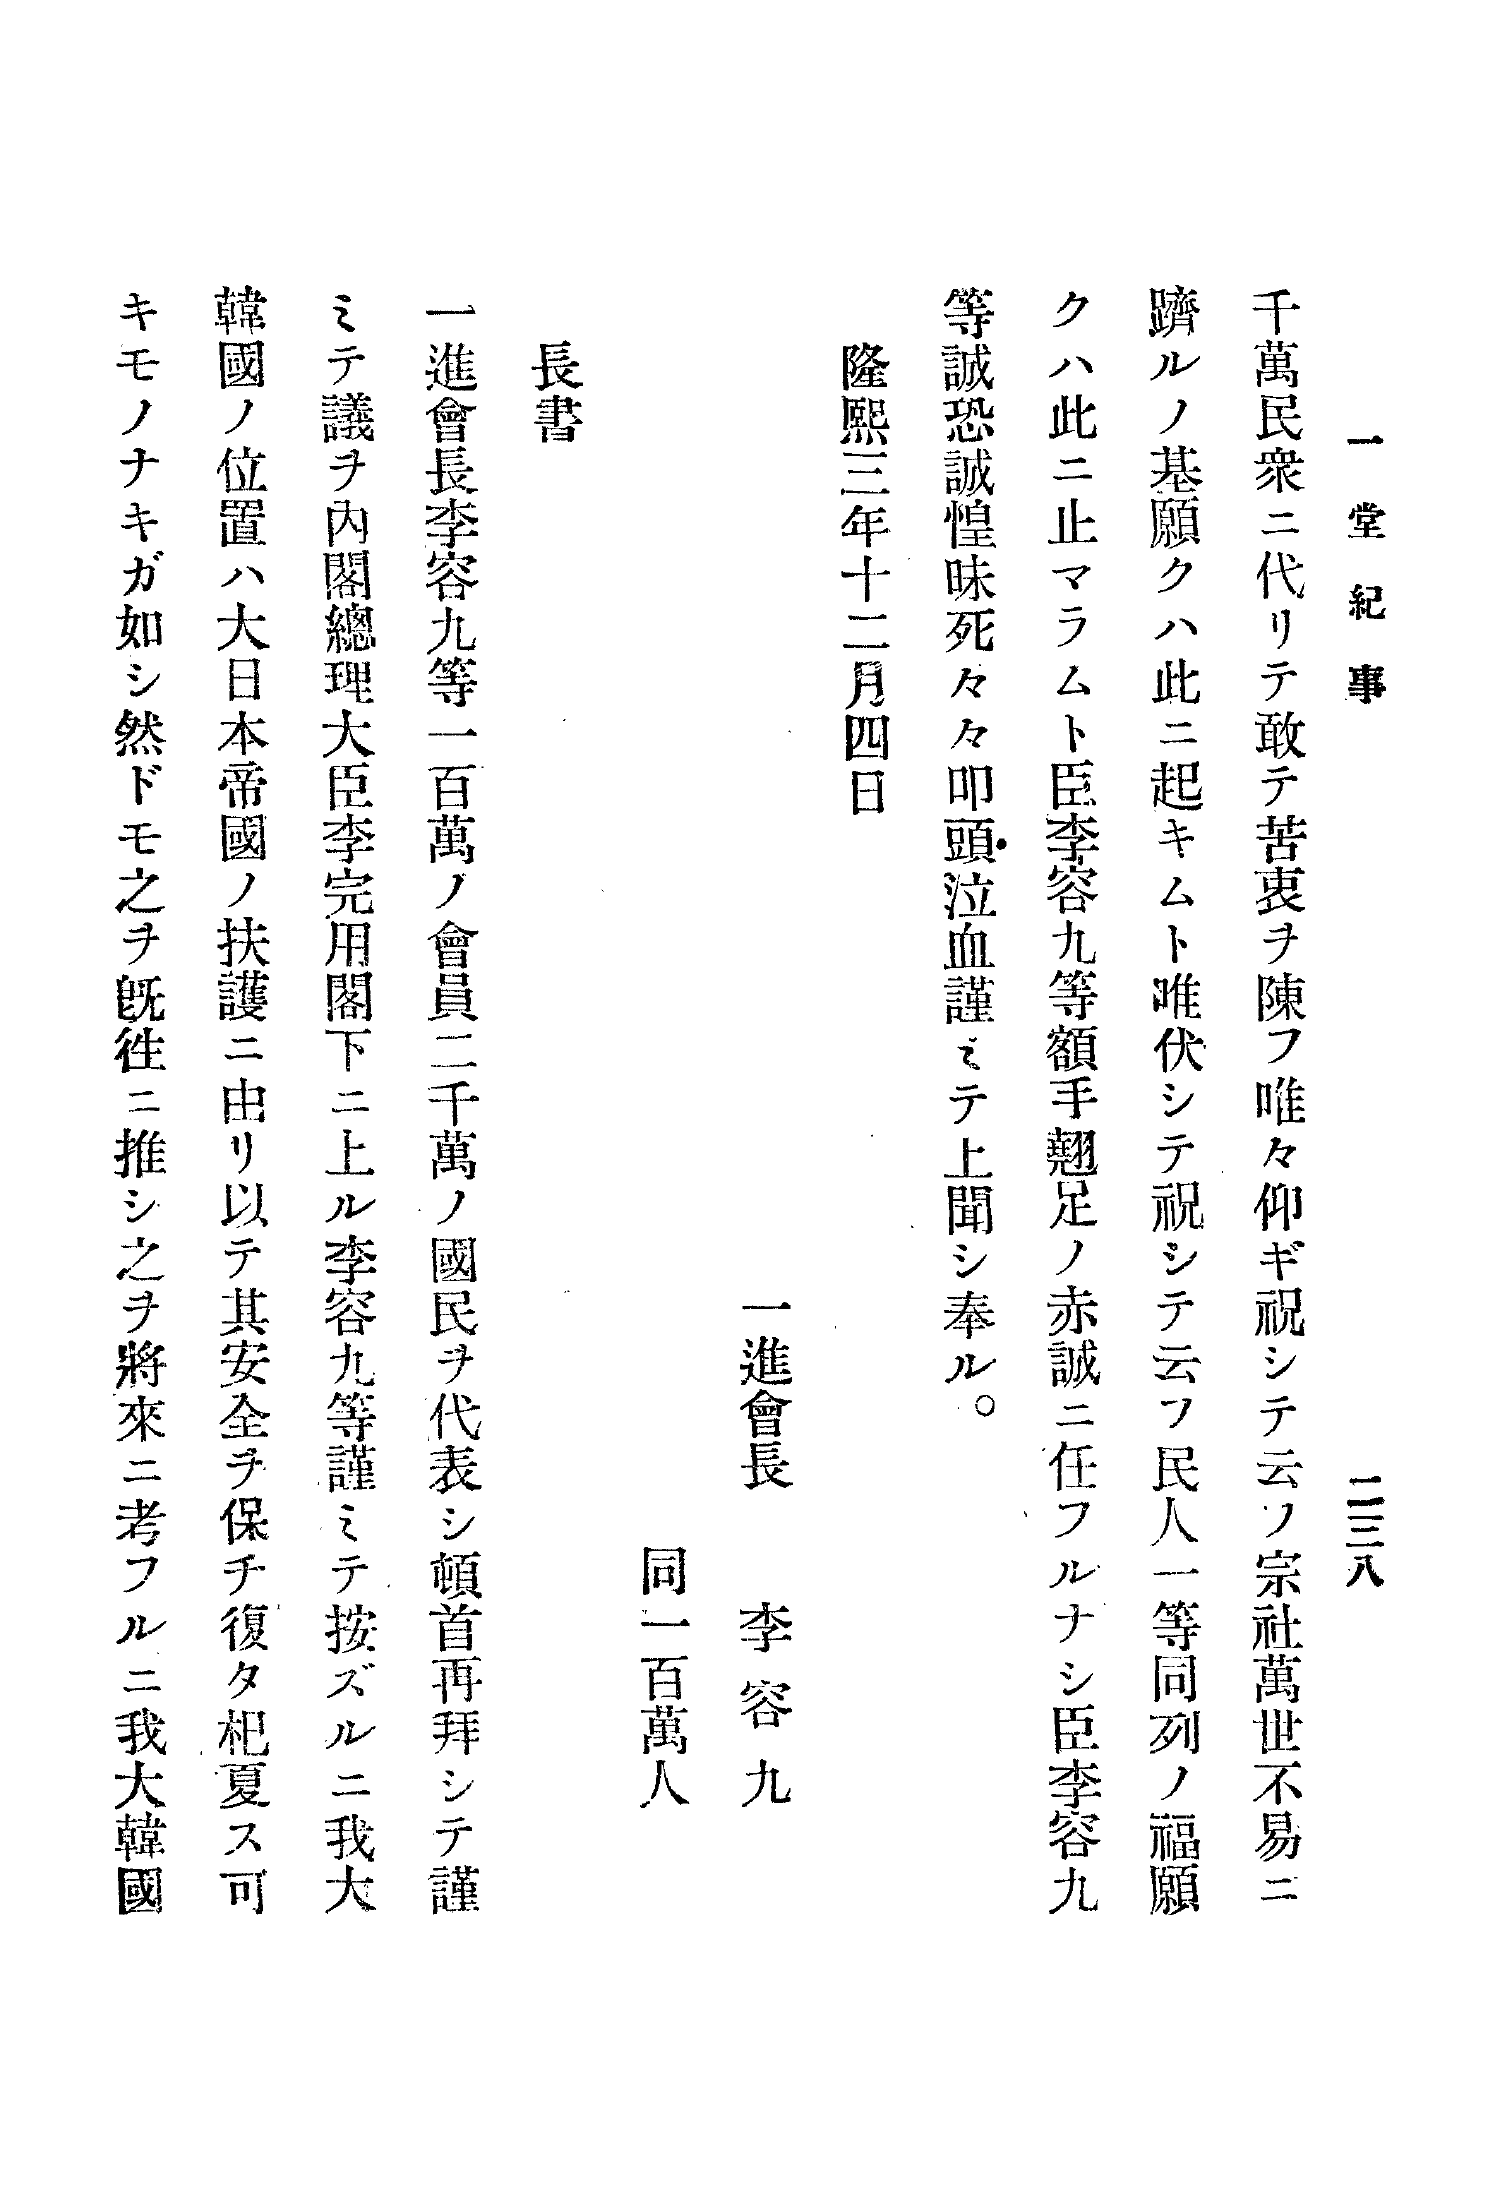 一堂紀事　二三八
千萬民衆ニ代リテ敢テ苦衷ヲ陳フ唯々仰ギ祝シテ云ソ宗社萬世不易ニ
躋ルノ基願クハ此ニ起キムト唯伏シテ祝シテ云フ民人一等同列ノ福願
クハ此ニ止マラムト臣李容九等額手翹足ノ赤誠ニ任フルナシ臣李容九
等誠恐誠惶昧死々々叩頭泣血謹ミテ上聞シ奉ル。
隆熙三年十二月四日
一進會長　李容九
同一百萬人
長書
一進會長李容九等一百萬ノ會員二千萬ノ國民ヲ代表シ頓首再拜シテ謹
ミテ議ヲ內閣總理大臣李完用閣下ニ上ル李容九等謹ミテ按ズルニ我大
韓國ノ位置ハ大日本帝國ノ扶護ニ由リ以テ其安全ヲ保チ復タ杞夏ス可
キモノナキガ如シ然ドモ之ヲ既徃ニ推シ之ヲ將來ニ考フルニ我大韓國